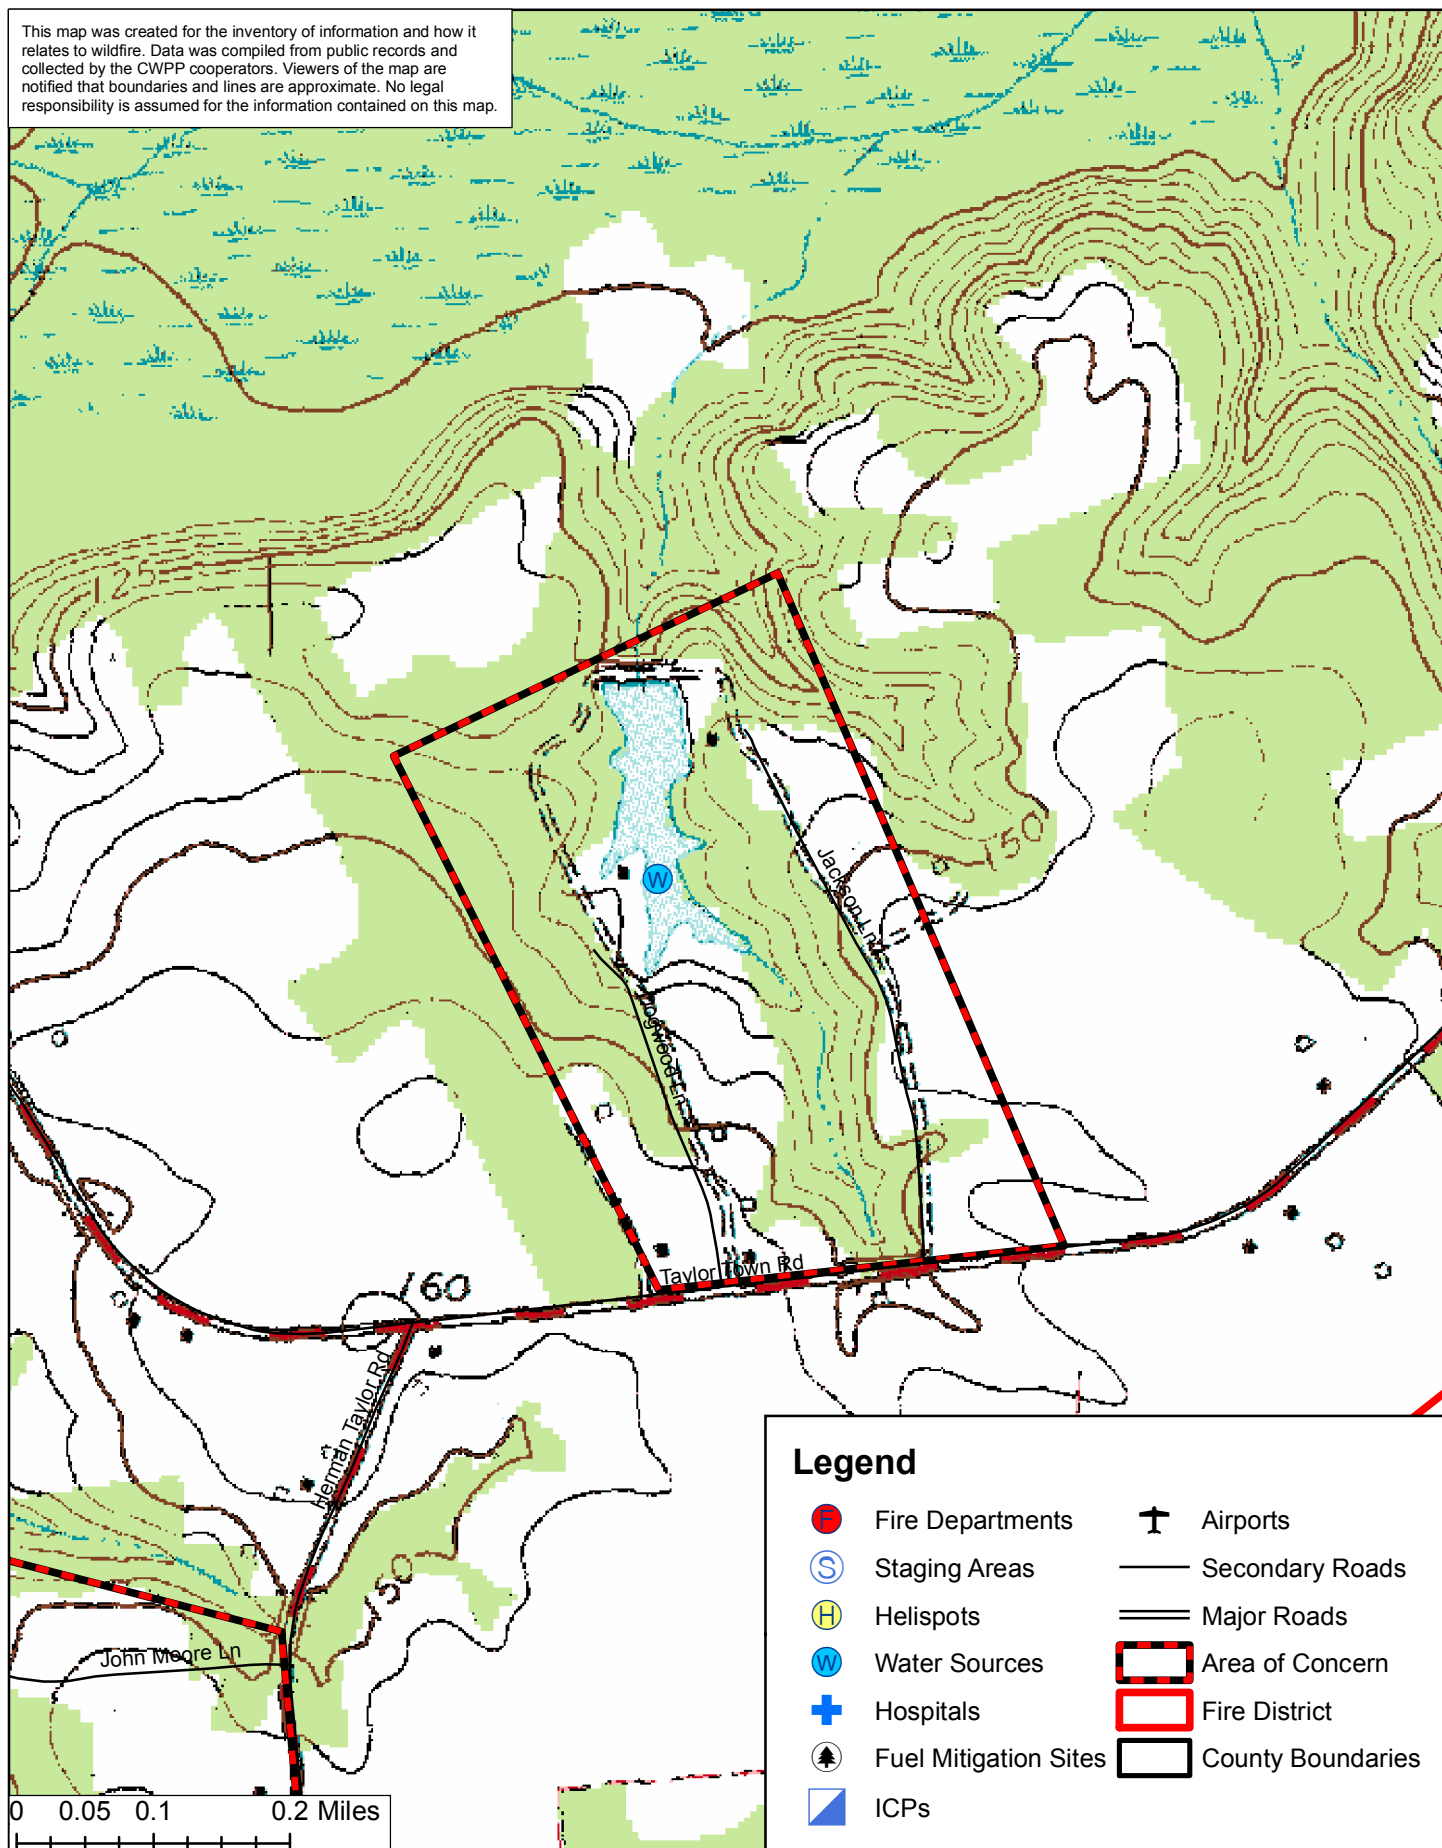 This map was created for the inventory of information and how it
relates to wildfire. Data was compiled from public records and
collected by the CWPP cooperators. Viewers of the map are
notified that boundaries and lines are approximate. No legal
responsibility is assumed for the information contained on this map.
125
150
Jackson Ln
W
Dogwood Ln
Taylor Town Rd
160
Herman Taylor Rd
150
John Moore Ln
Legend
F Fire Departments
Airports
S Staging Areas
Secondary Roads
H Helispots
Major Roads
W Water Sources
Area of Concern
Hospitals
Fire District
Fuel Mitigation Sites
County Boundaries
ICPs
0 0.05 0.1 0.2 Miles